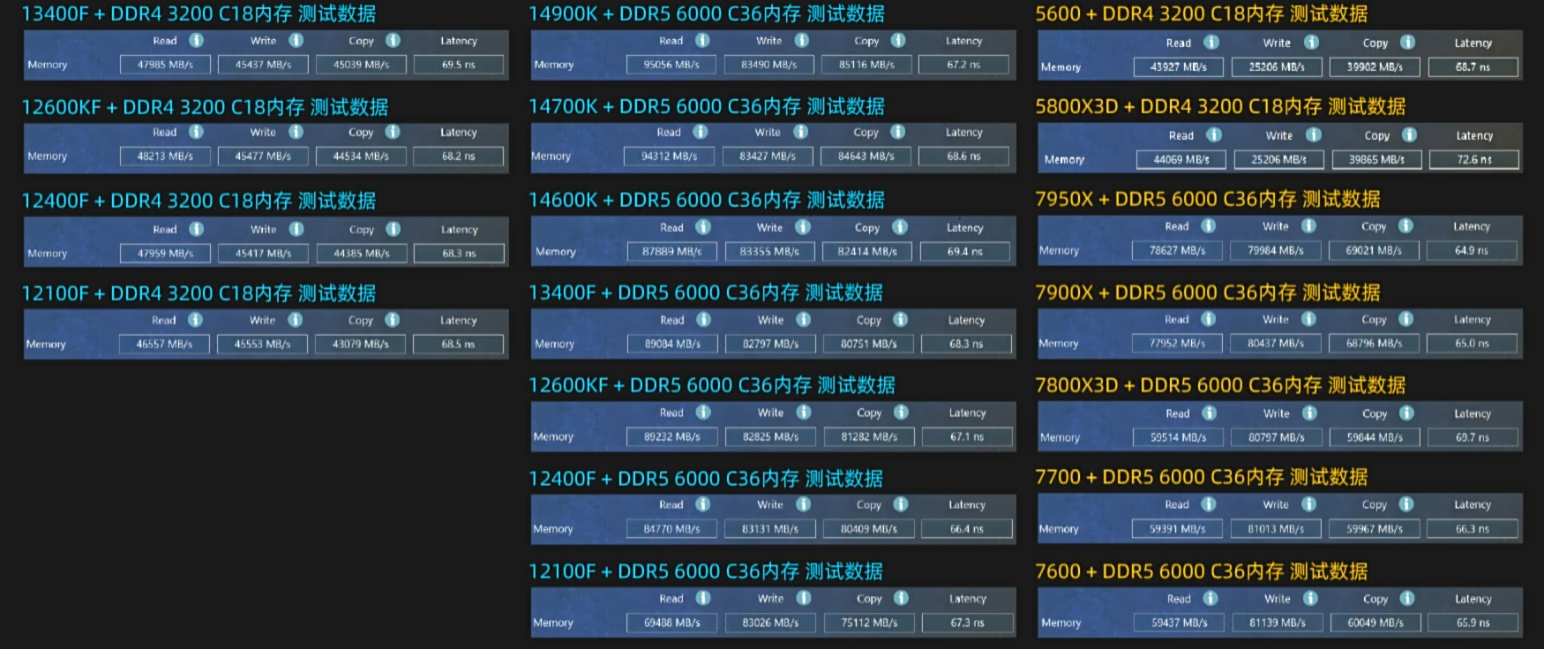 13400F + DDR4 3200 C18内存 测试数据
Read Write Copy Latency
Memory 47985 MB/s 45437 MB/s 45039 MB/s 69.5 ns
12600KF + DDR4 3200 C18内存 测试数据
Read Write Copy Latency
Memory 48213 MB/s 45477 MB/s 44534 MB/s 68.2 ns
12400F + DDR4 3200 C18内存 测试数据
Read Write Copy Latency
Memory 47959 MB/s 45417 MB/s 44385 MB/s 68.3 ns
12100F + DDR4 3200 C18内存 测试数据
Read Write Copy Latency
Memory 46557 MB/s 45553 MB/s 43079 MB/s 68.5 ns
14900K + DDR5 6000 C36内存 测试数据
Read Write Copy Latency
Memory 95056 MB/s 83490 MB/s 85116 MB/s 67.2 ns
14700K + DDR5 6000 C36内存 测试数据
Read Write Copy Latency
Memory 94312 MB/s 83427 MB/s 84643 MB/s 68.6 ns
14600K + DDR5 6000 C36内存 测试数据
Read Write Copy Latency
Memory 87889 MB/s 83355 MB/s 82414 MB/s 69.4 ns
13400F + DDR5 6000 C36内存 测试数据
Read Write Copy Latency
Memory 89084 MB/s 82797 MB/s 80751 MB/s 68.3 ns
12600KF + DDR5 6000 C36内存 测试数据
Read Write Copy Latency
Memory 89232 MB/s 82825 MB/s 81282 MB/s 67.1 ns
12400F + DDR5 6000 C36内存 测试数据
Read Write Copy Latency
Memory 84770 MB/s 83131 MB/s 80409 MB/s 66.4 ns
12100F + DDR5 6000 C36内存 测试数据
Read Write Copy Latency
Memory 69488 MB/s 83026 MB/s 75112 MB/s 67.3 ns
5600 + DDR4 3200 C18内存 测试数据
Read Write Copy Latency
Memory 43927 MB/s 25206 MB/s 39902 MB/s 68.7 ns
5800X3D + DDR4 3200 C18内存 测试数据
Read Write Copy Latency
Memory 44069 MB/s 25206 MB/s 39865 MB/s 72.6 ns
7950X + DDR5 6000 C36内存 测试数据
Read Write Copy Latency
Memory 78627 MB/s 79984 MB/s 69021 MB/s 64.9 ns
7900X + DDR5 6000 C36内存 测试数据
Read Write Copy Latency
Memory 77952 MB/s 80437 MB/s 68796 MB/s 65.0 ns
7800X3D + DDR5 6000 C36内存 测试数据
Read Write Copy Latency
Memory 59514 MB/s 80797 MB/s 59844 MB/s 69.7 ns
7700 + DDR5 6000 C36内存 测试数据
Read Write Copy Latency
Memory 59391 MB/s 81013 MB/s 59967 MB/s 66.3 ns
7600 + DDR5 6000 C36内存 测试数据
Read Write Copy Latency
Memory 59437 MB/s 81139 MB/s 60049 MB/s 65.9 ns